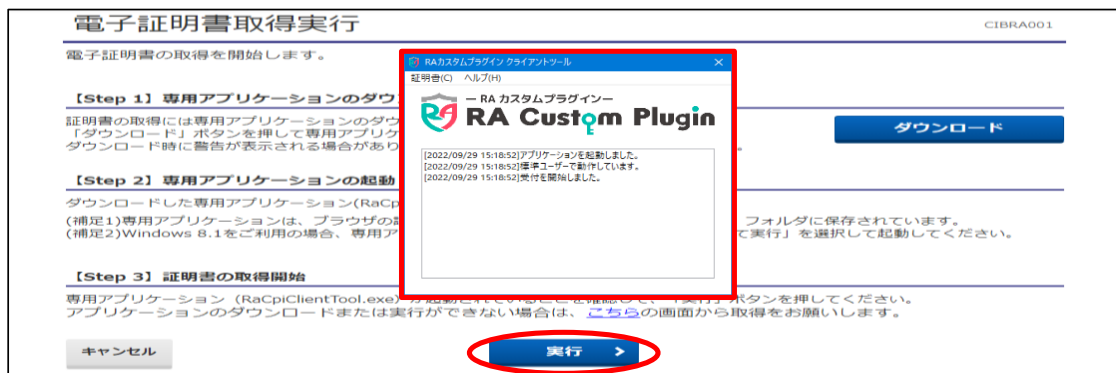 電子証明書取得実行
CIBRA001
電子証明書の取得を開始します。
【Step 1】専用アプリケーションのダウ
証明書の取得には専用アプリケーションのダウ
「ダウンロード」ボタンを押して専用アプリケ
ダウンロード時に警告が表示される場合があり
。
ダウンロード
【Step 2】専用アプリケーションの起動
ダウンロードした専用アプリケーション(RaCp
(補足1)専用アプリケーションは、ブラウザの
フォルダに保存されています。
(補足2)Windows 8.1をご利用の場合、専用ア
て実行」を選択して起動してください。
【Step 3】証明書の取得開始
専用アプリケーション (RaCpiClientTool.exe)
ボタンを押してください。
アプリケーションのダウンロードまたは実行ができない場合は、こちらの画面から取得をお願いします。
キャンセル
実行 >
RAカスタムプラグイン クライアントツール ×
証明書(C) ヘルプ(H)
― RA カスタムプラグイン―
RA Custom Plugin
[2022/09/29 15:18:52]アプリケーションを起動しました。
[2022/09/29 15:18:52]標準ユーザーで動作しています。
[2022/09/29 15:18:52]受付を開始しました。